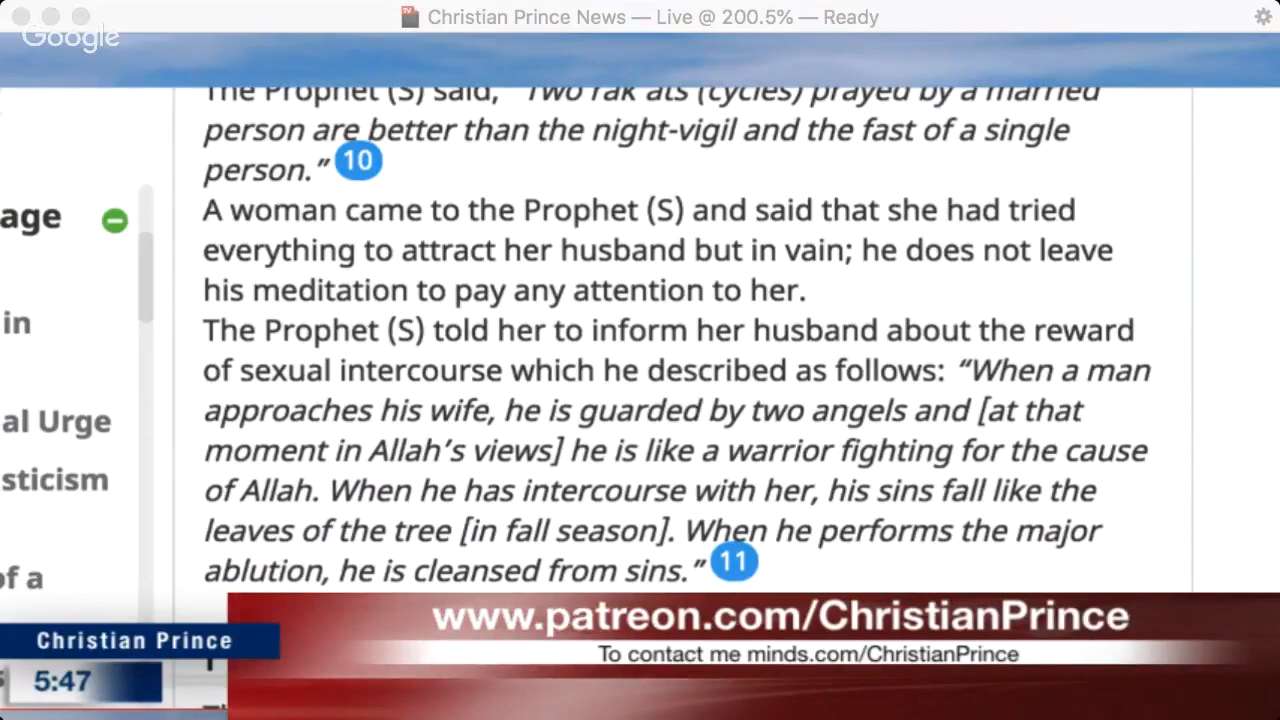 Christian Prince News — Live @ 200.5% — Ready
Google
The Prophet (S) said, “Two rak‘ats (cycles) prayed by a married
person are better than the night-vigil and the fast of a single
person.” 10
A woman came to the Prophet (S) and said that she had tried
everything to attract her husband but in vain; he does not leave
his meditation to pay any attention to her.
The Prophet (S) told her to inform her husband about the reward
of sexual intercourse which he described as follows: “When a man
approaches his wife, he is guarded by two angels and [at that
moment in Allah’s views] he is like a warrior fighting for the cause
of Allah. When he has intercourse with her, his sins fall like the
leaves of the tree [in fall season]. When he performs the major
ablution, he is cleansed from sins.” 11
age
in
al Urge
sticism
of a
www.patreon.com/ChristianPrince
To contact me minds.com/ChristianPrince
Christian Prince
5:47